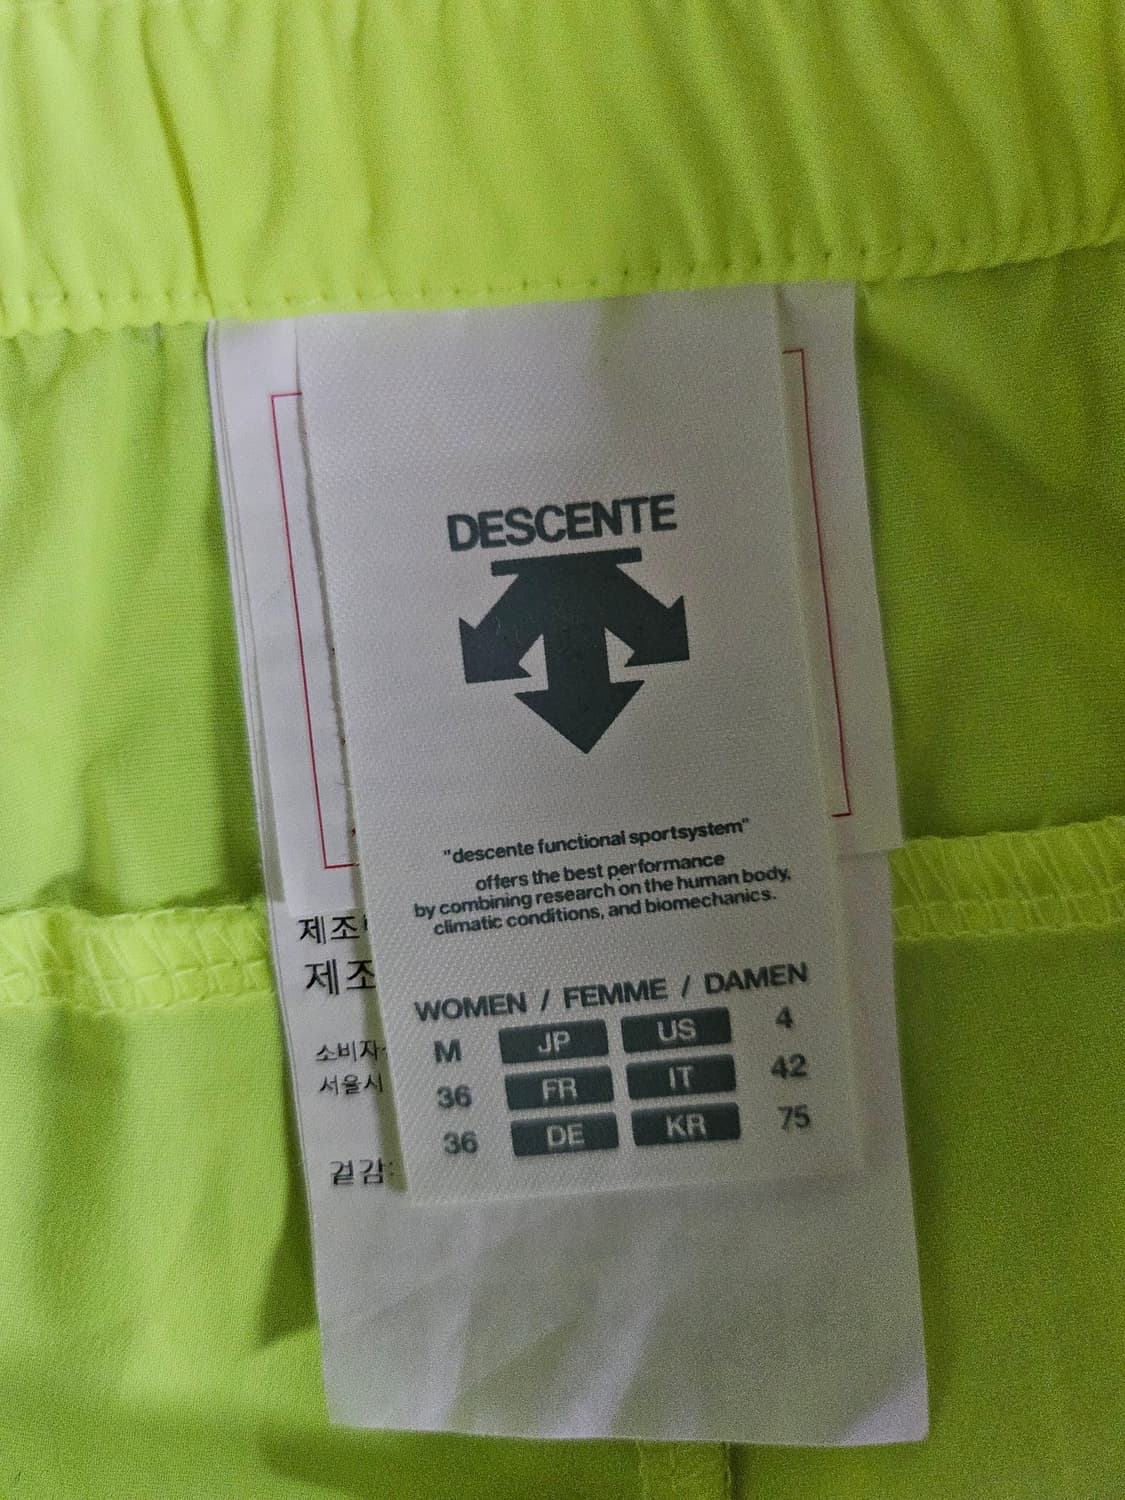 DESCENTE
"descente functional sportsystem"
offers the best performance
by combining research on the human body,
climatic conditions, and biomechanics.
WOMEN / FEMME / DAMEN
M JP US 4
36 FR IT 42
36 DE KR 75
제조
제조
소비자
서울시
겉감: